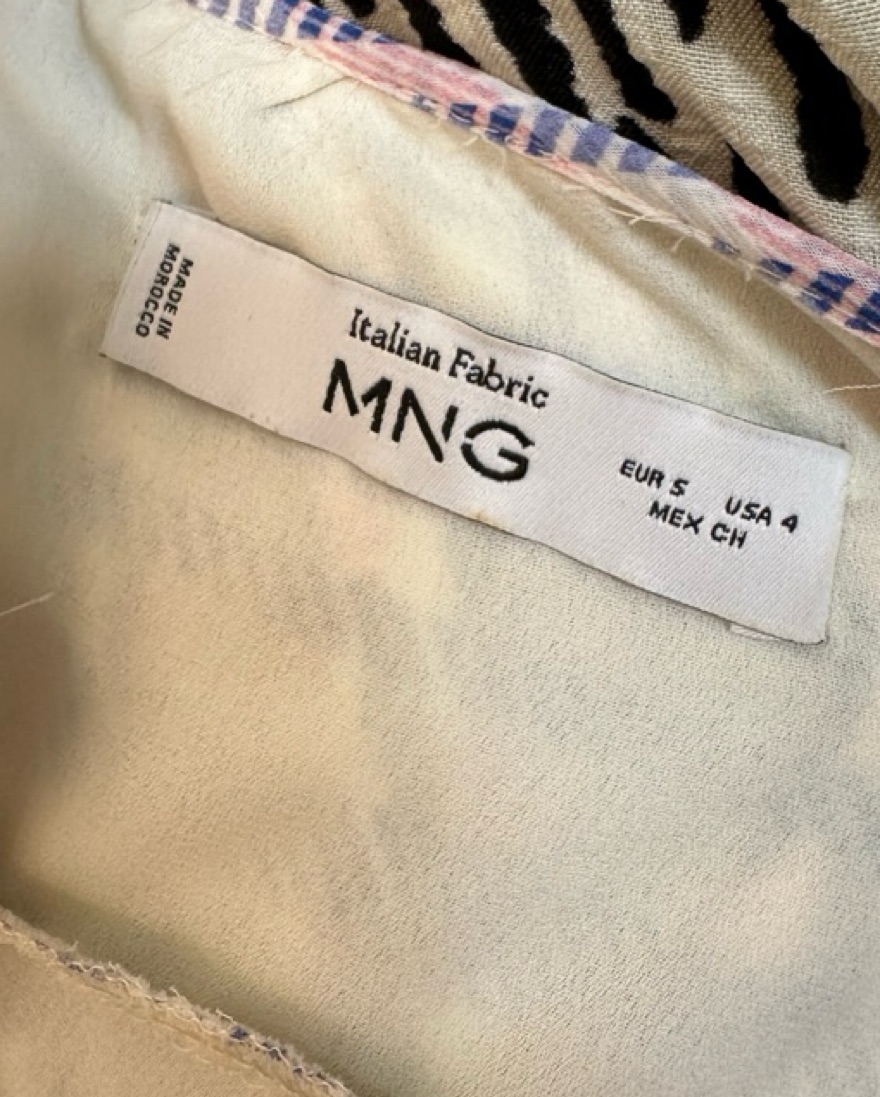 MADE IN
MOROCCO
Italian Fabric
MNG
EUR S USA 4
MEX CH